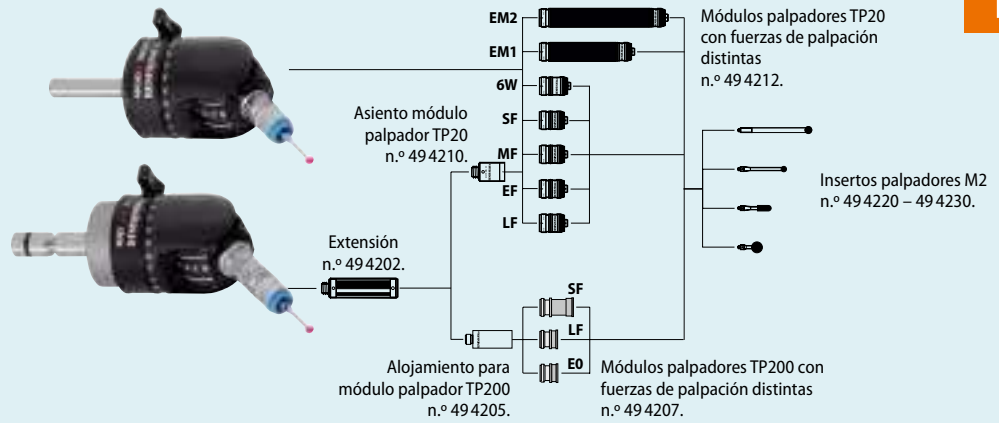 EM2
EM1
6W
SF
MF
EF
LF
Módulos palpadores TP20
con fuerzas de palpación
distintas
n.º 49 4212.
Asiento módulo
palpador TP20
n.º 49 4210.
Insertos palpadores M2
n.º 49 4220 – 49 4230.
Extensión
n.º 49 4202.
SF
LF
E0
Alojamiento para
módulo palpador TP200
n.º 49 4205.
Módulos palpadores TP200 con
fuerzas de palpación distintas
n.º 49 4207.